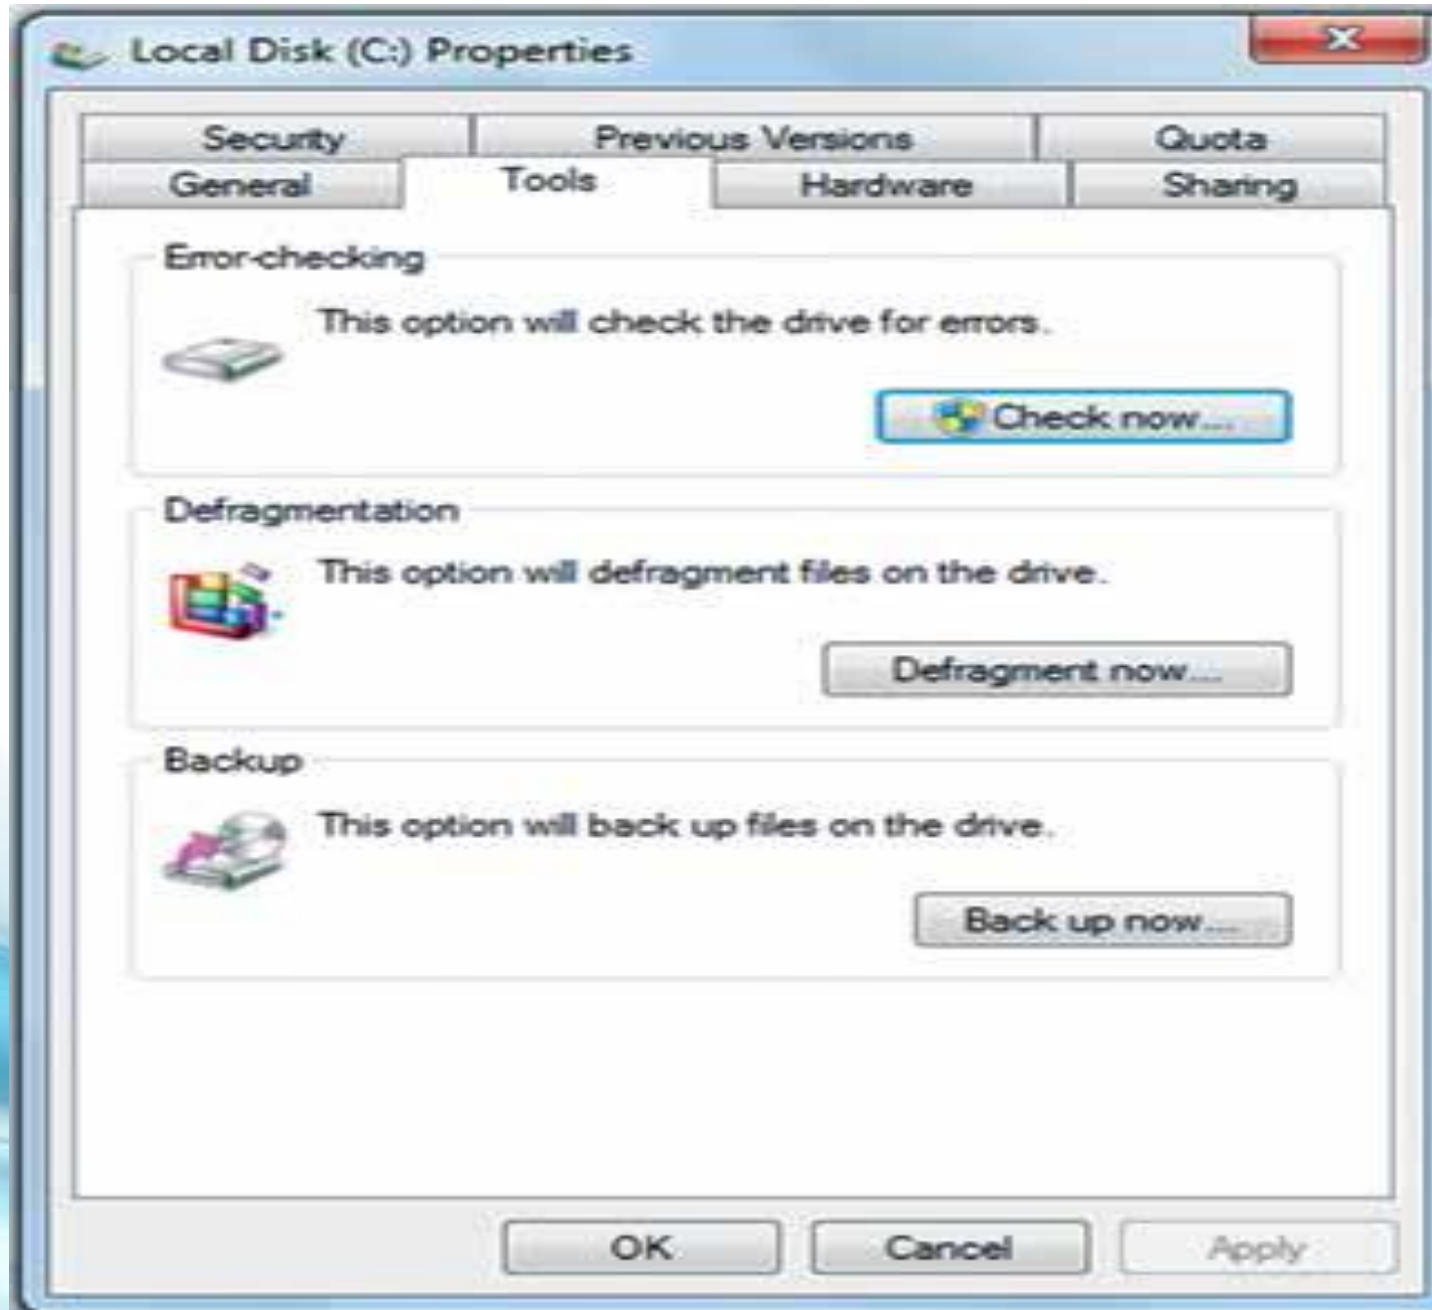 Local Disk (C:) Properties
Security Previous Versions Quota
General Tools Hardware Sharing
Error-checking
This option will check the drive for errors.
Check now...
Defragmentation
This option will defragment files on the drive.
Defragment now...
Backup
This option will back up files on the drive.
Back up now...
OK Cancel Apply